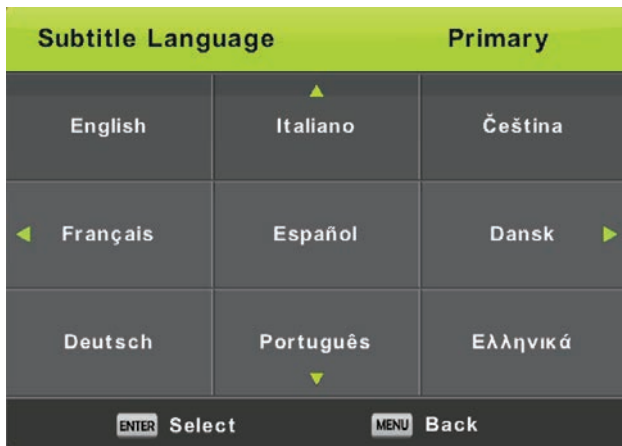 Subtitle Language Primary
English Italiano Čeština
Français Español Dansk
Deutsch Português Ελληνικά
ENTER Select MENU Back